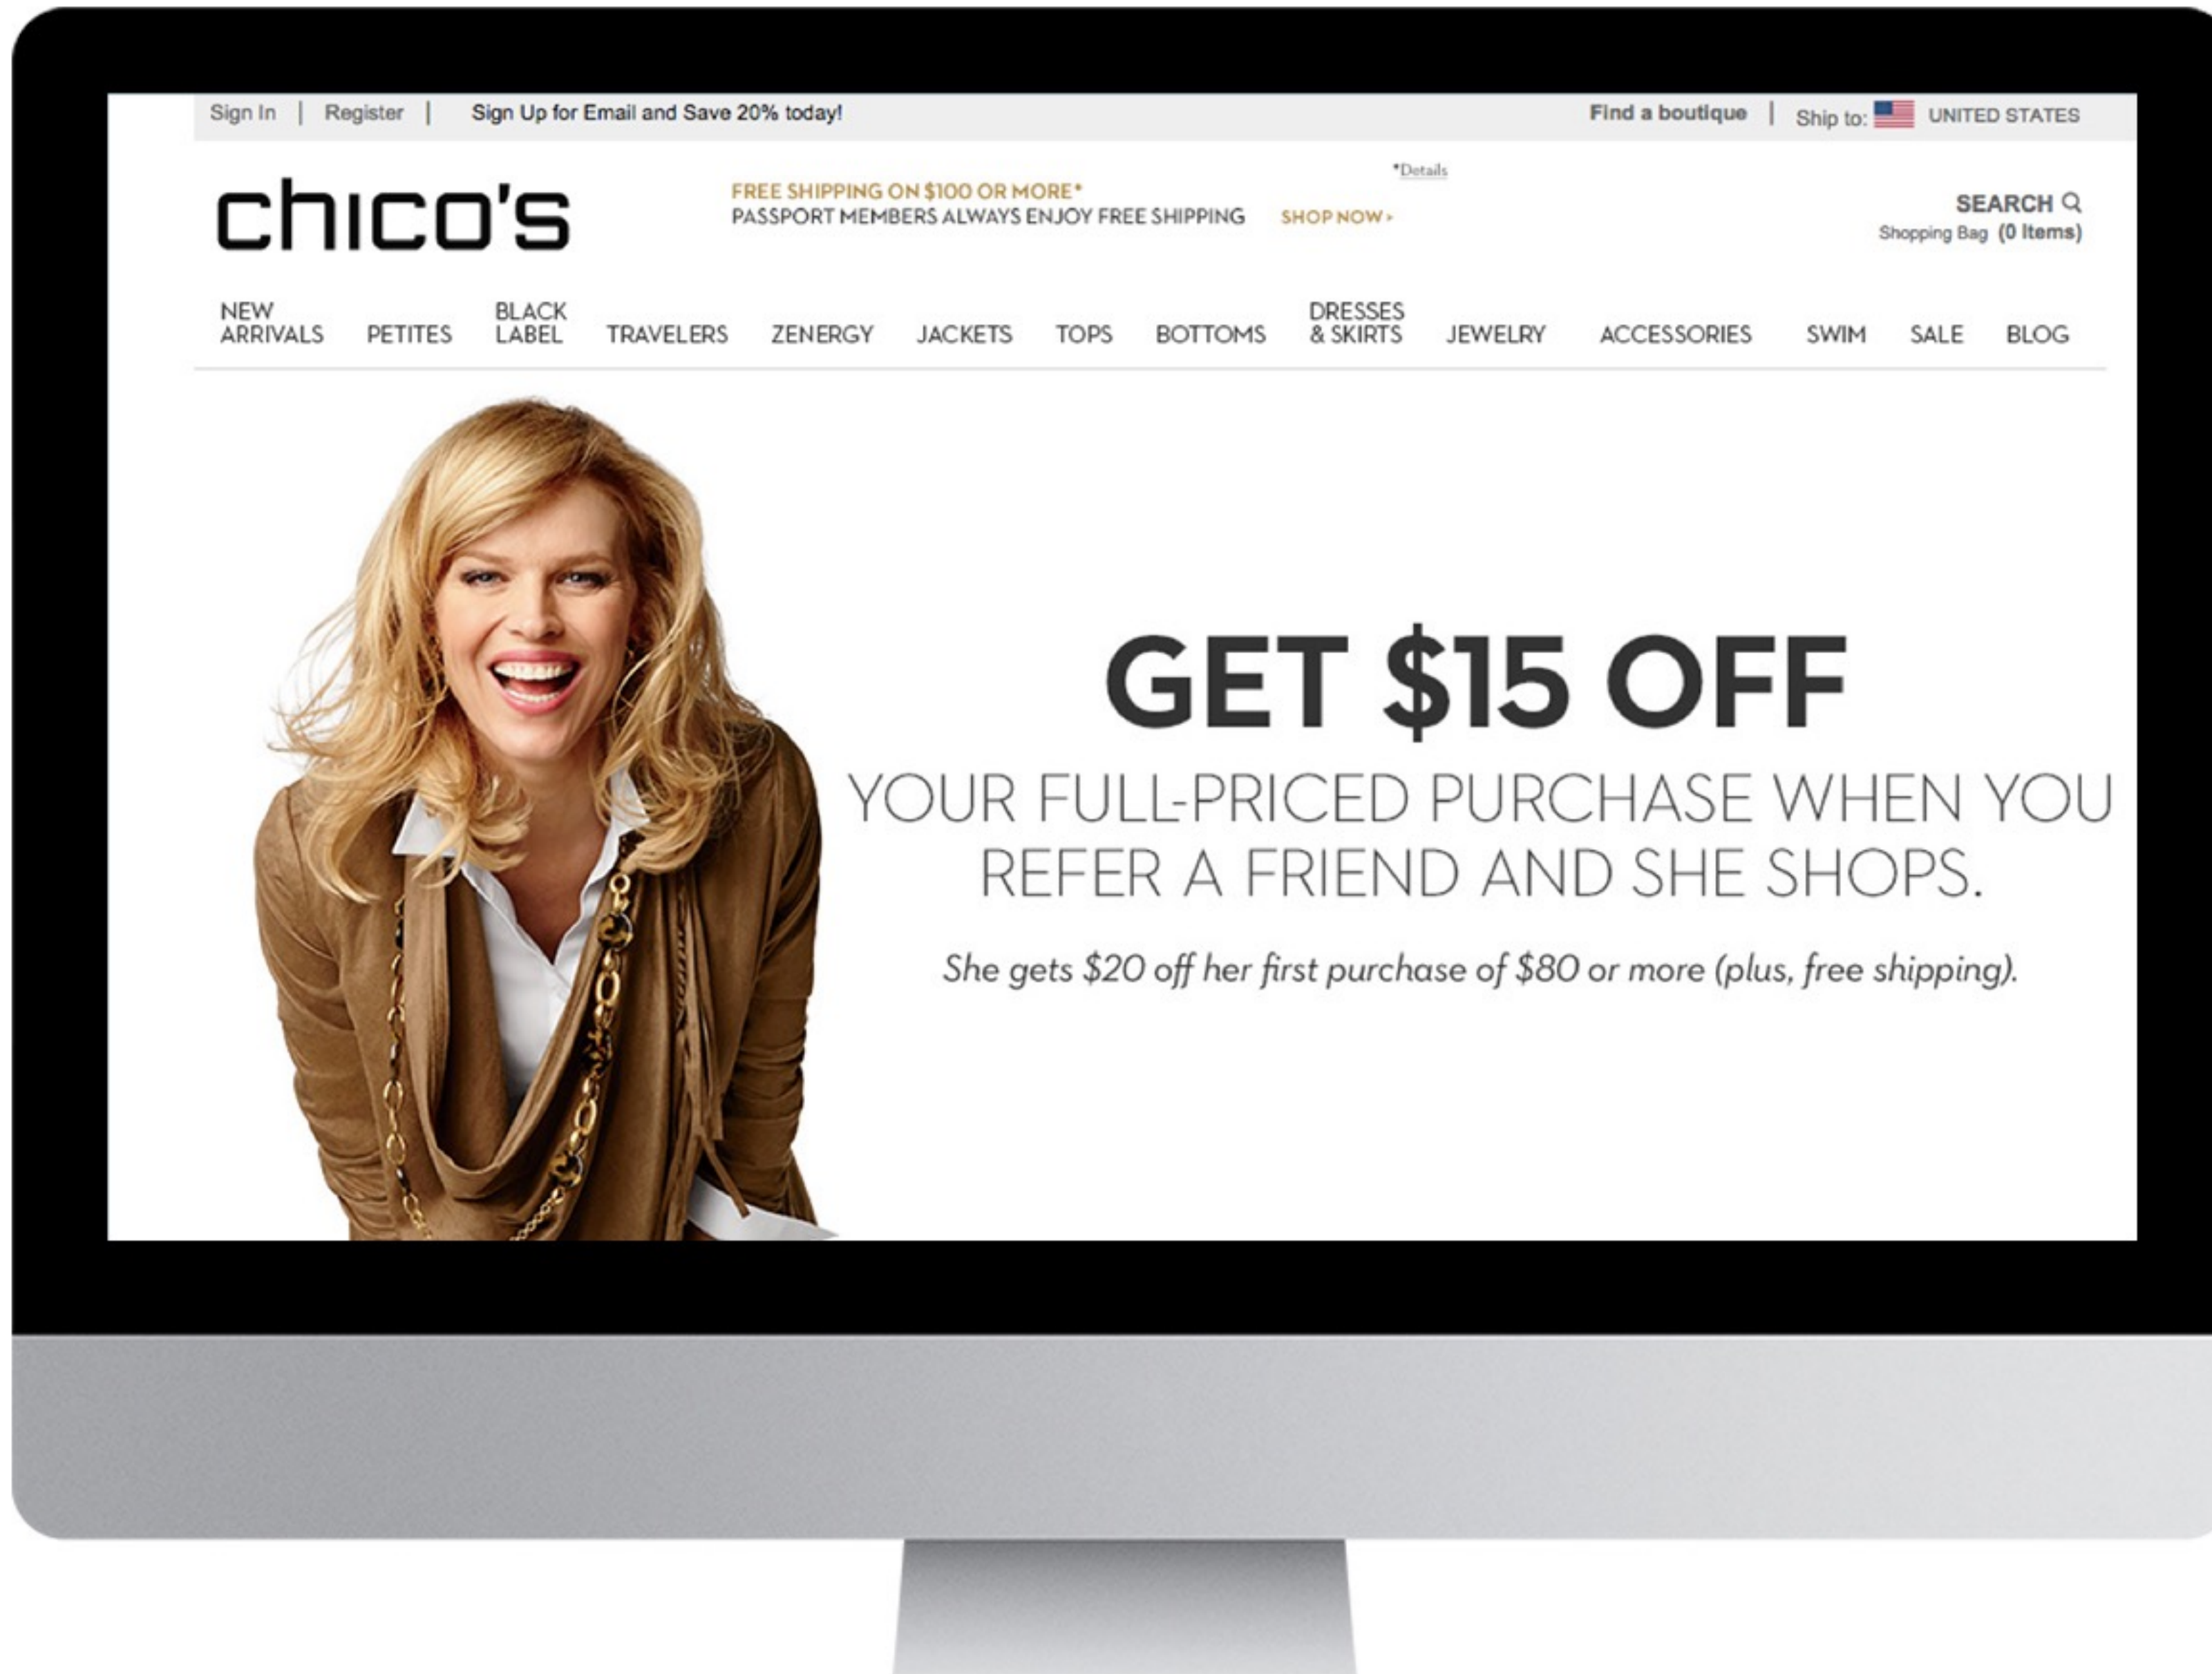 Sign In | Register | Sign Up for Email and Save 20% today!
Find a boutique | Ship to: UNITED STATES
chico's
*Details
FREE SHIPPING ON $100 OR MORE*
PASSPORT MEMBERS ALWAYS ENJOY FREE SHIPPING SHOP NOW >
SEARCH
Shopping Bag (0 Items)
NEW ARRIVALS PETITES BLACK LABEL TRAVELERS ZENERGY JACKETS TOPS BOTTOMS DRESSES & SKIRTS JEWELRY ACCESSORIES SWIM SALE BLOG
GET $15 OFF
YOUR FULL-PRICED PURCHASE WHEN YOU
REFER A FRIEND AND SHE SHOPS.
She gets $20 off her first purchase of $80 or more (plus, free shipping).